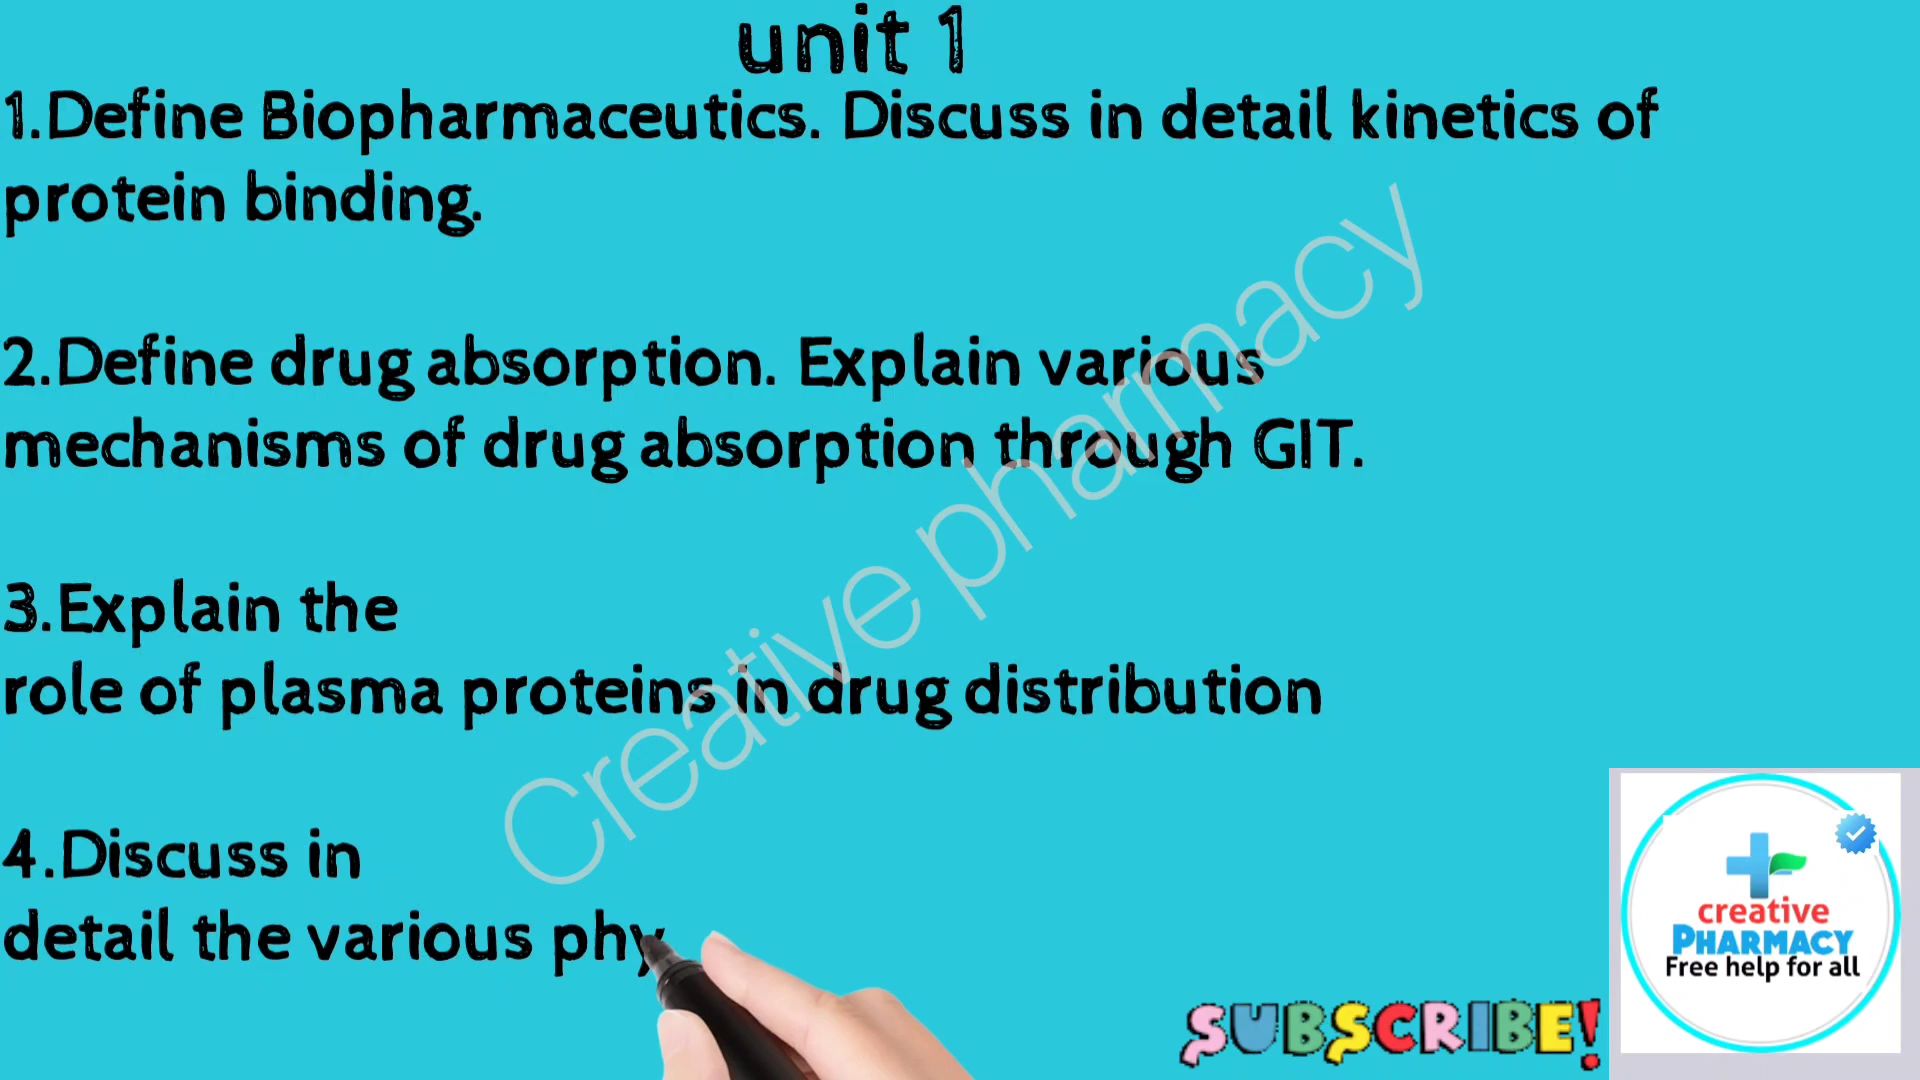 unit 1
1.Define Biopharmaceutics. Discuss in detail kinetics of
protein binding.
2.Define drug absorption. Explain various
mechanisms of drug absorption through GIT.
3.Explain the
role of plasma proteins in drug distribution
4.Discuss in
detail the various phy
Creative pharmacy
creative
PHARMACY
Free help for all
SUBSCRIBE!